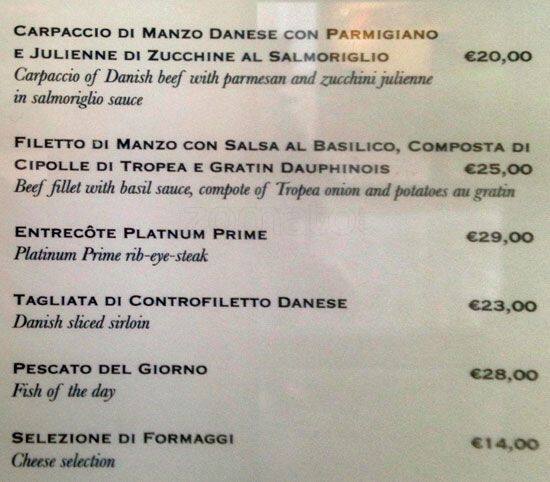 Carpaccio di Manzo Danese con Parmigiano
e Julienne di Zucchine al Salmoriglio €20,00
Carpaccio of Danish beef with parmesan and zucchini julienne
in salmoriglio sauce
Filetto di Manzo con Salsa al Basilico, Composta di
Cipolle di Tropea e Gratin Dauphinois €25,00
Beef fillet with basil sauce, compote of Tropea onion and potatoes au gratin
Entrecôte Platnum Prime €29,00
Platinum Prime rib-eye-steak
Tagliata di Controfiletto Danese €23,00
Danish sliced sirloin
Pescato del Giorno €28,00
Fish of the day
Selezione di Formaggi €14,00
Cheese selection